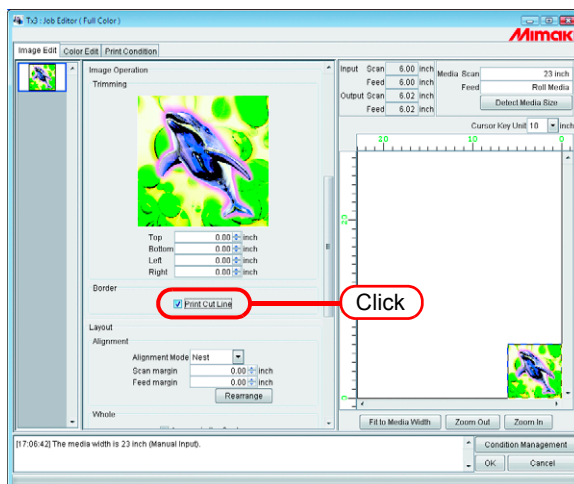 Tx3 : Job Editor ( Full Color )
Mimaki
Image Edit Color Edit Print Condition
Image Operation
Trimming
Top 0.00 inch
Bottom 0.00 inch
Left 0.00 inch
Right 0.00 inch
Border
Print Cut Line
Click
Layout
Alignment
Alignment Mode Nest
Scan margin 0.00 inch
Feed margin 0.00 inch
Rearrange
Whole
Input Scan 6.00 inch
Feed 6.00 inch
Output Scan 6.02 inch
Feed 6.02 inch
Media Scan 23 inch
Feed Roll Media
Detect Media Size
Cursor Key Unit 10 inch
20 10 0
20
0
Fit to Media Width Zoom Out Zoom In
[17:06:42] The media width is 23 inch (Manual Input).
Condition Management
OK Cancel